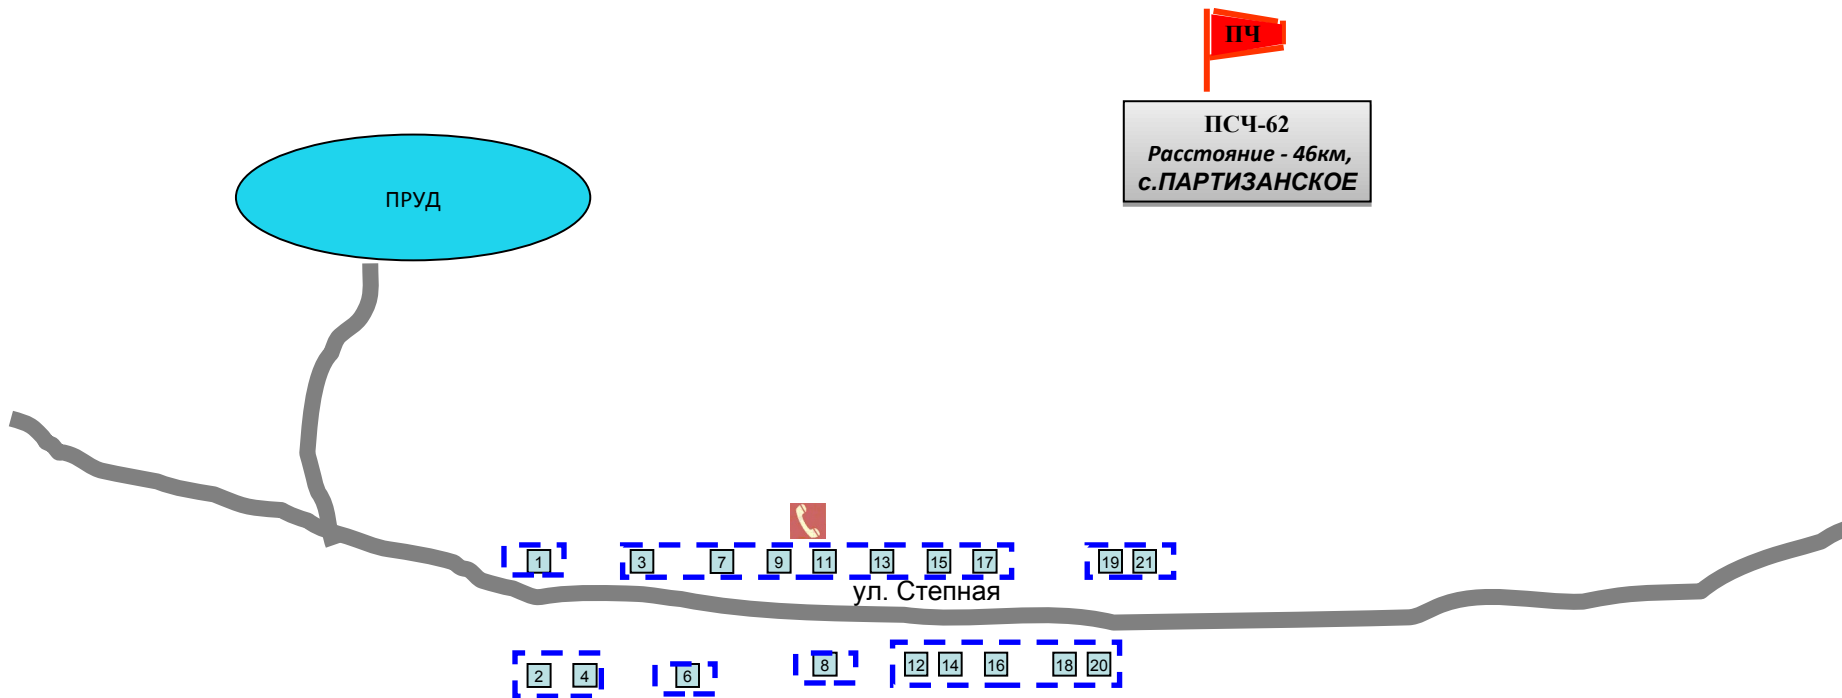 ПЧ
ПСЧ-62
Расстояние - 46км,
с.ПАРТИЗАНСКОЕ
ПРУД
1 3 7 9 11 13 15 17 19 21
ул. Степная
2 4 6 8 12 14 16 18 20